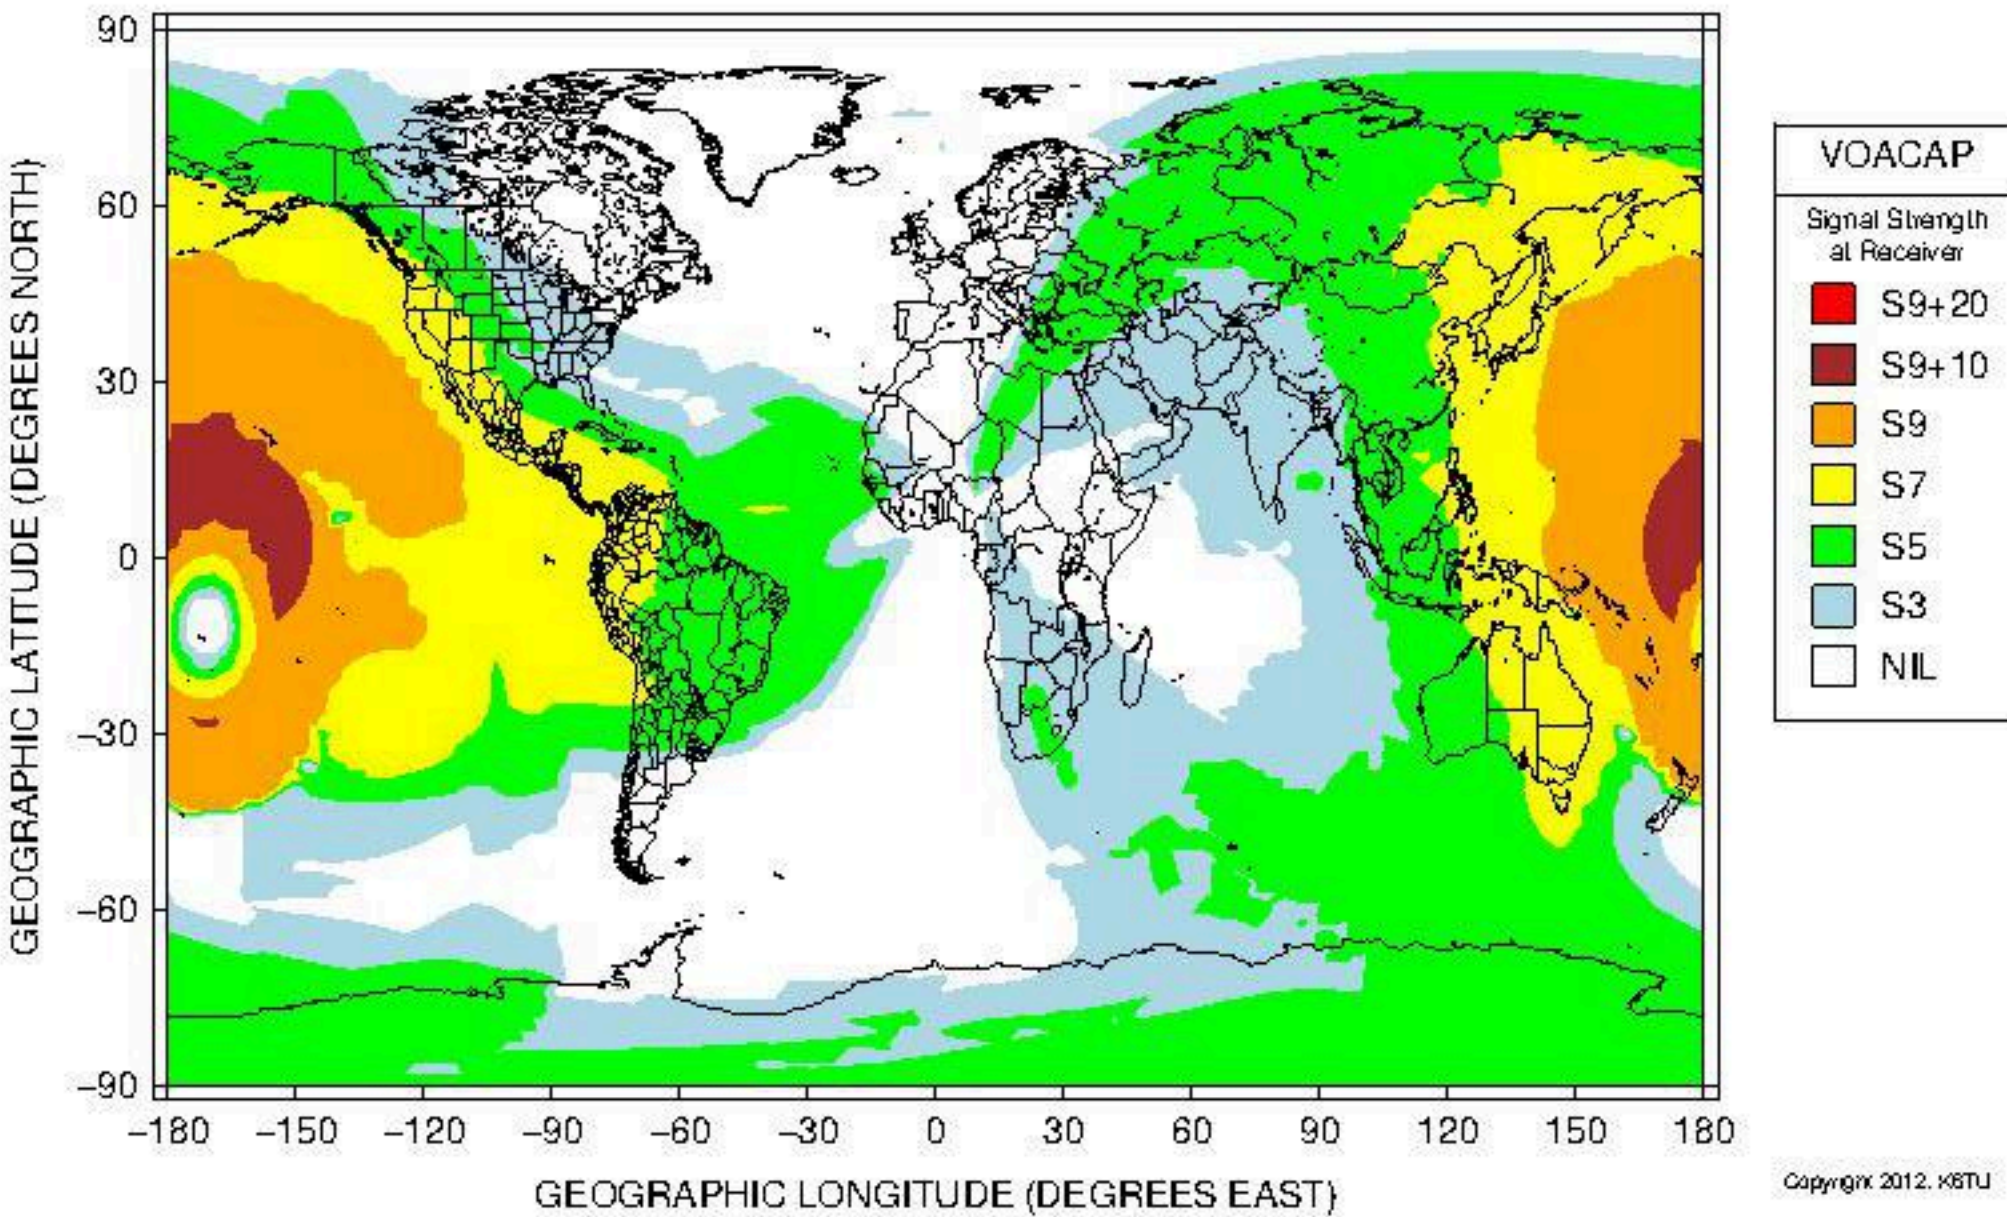 90
60
30
0
−30
−60
−90
GEOGRAPHIC LATITUDE (DEGREES NORTH)
−180 −150 −120 −90 −60 −30 0 30 60 90 120 150 180
GEOGRAPHIC LONGITUDE (DEGREES EAST)
VOACAP
Signal Strength
at Receiver
S9+20
S9+10
S9
S7
S5
S3
NIL
Copyright 2012. K6TU